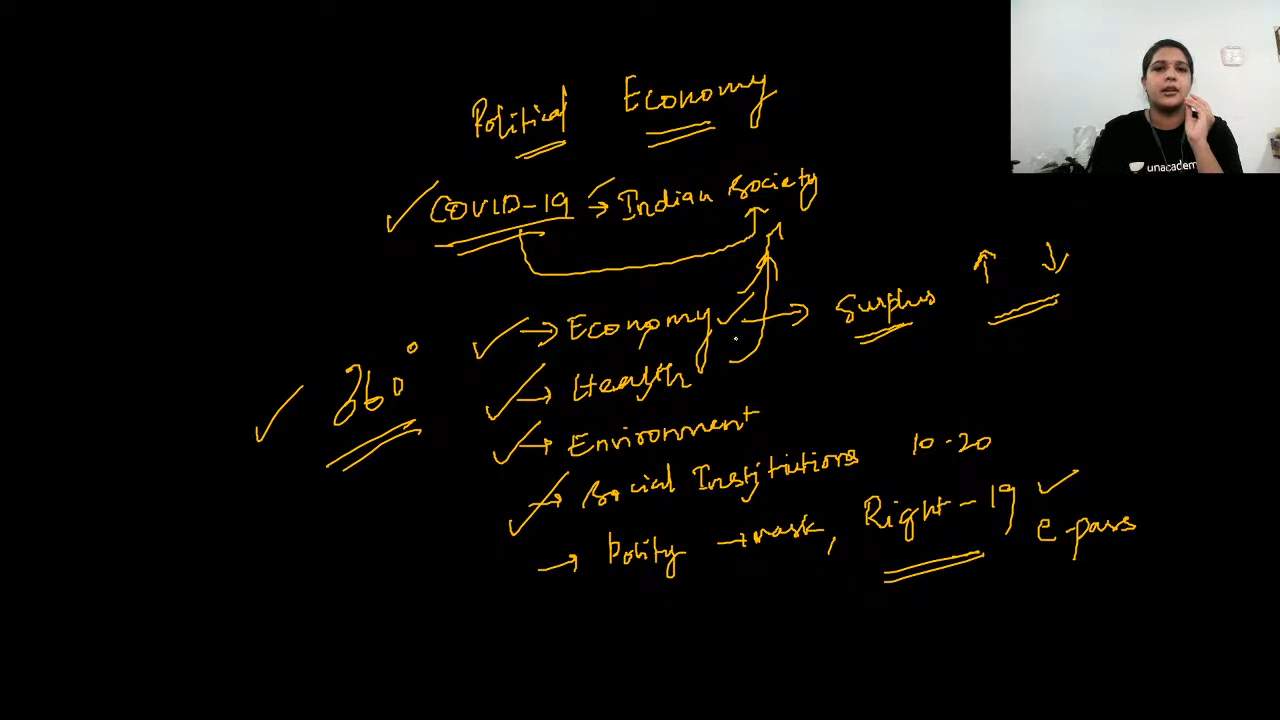 Political Economy
COVID-19 → Indian Society
→ Economy → Surplus ↑ ↓
360°
→ Health
→ Environment
→ Social Institutions 10-20
→ Polity → mask, Right-19
e-pass
unacadem